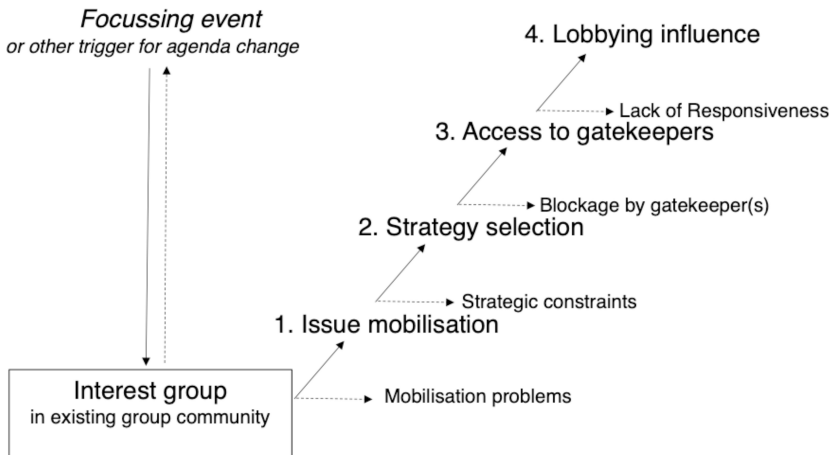 Focussing event
or other trigger for agenda change
4. Lobbying influence
Lack of Responsiveness
3. Access to gatekeepers
Blockage by gatekeeper(s)
2. Strategy selection
Strategic constraints
1. Issue mobilisation
Interest group
in existing group community
Mobilisation problems